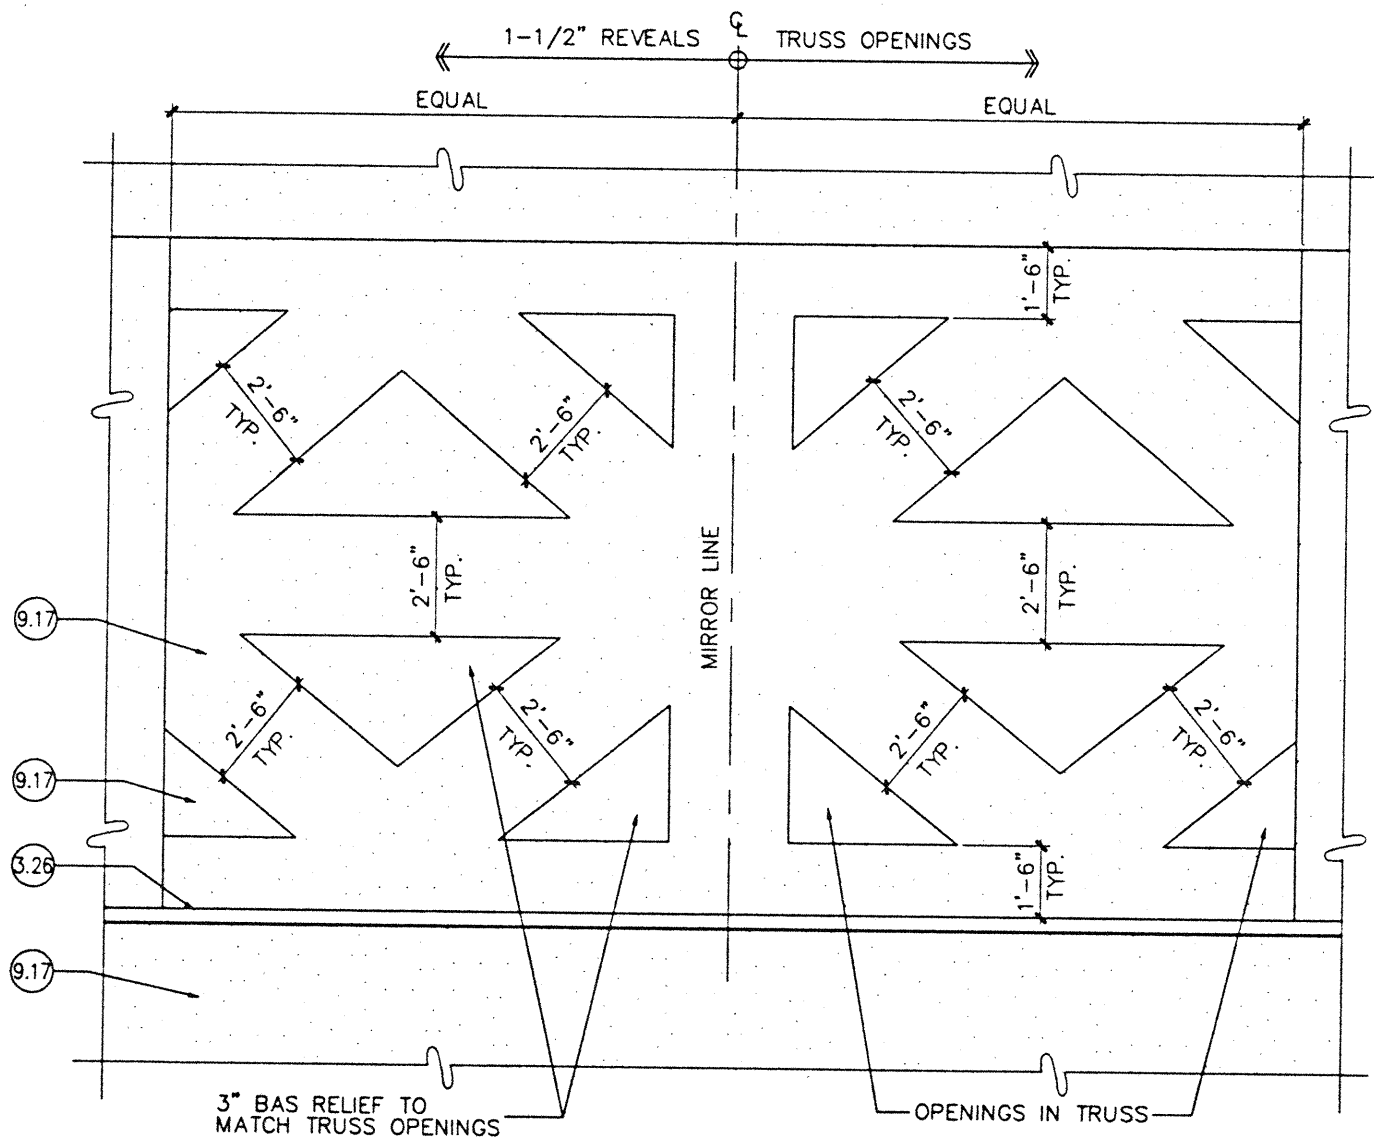 ℄
1-1/2" REVEALS TRUSS OPENINGS
EQUAL EQUAL
1'-6" TYP.
2'-6" TYP.
2'-6" TYP.
2'-6" TYP.
2'-6" TYP.
2'-6" TYP.
MIRROR LINE
9.17
2'-6" TYP.
2'-6" TYP.
2'-6" TYP.
2'-6" TYP.
9.17
3.26
1'-6" TYP.
9.17
3" BAS RELIEF TO
MATCH TRUSS OPENINGS
OPENINGS IN TRUSS